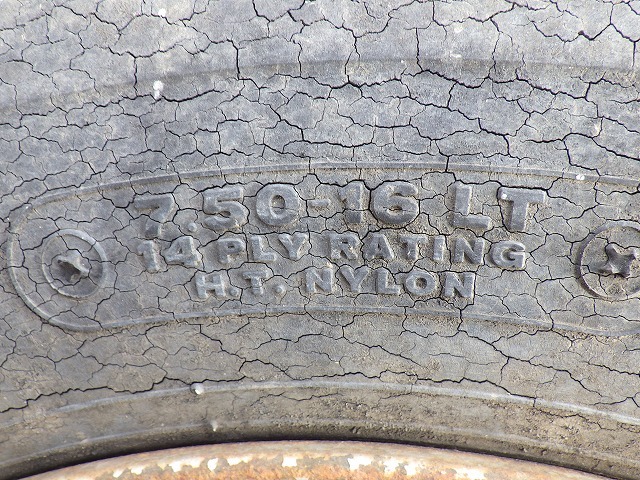 7.50-16 LT
14 PLY RATING
H.T. NYLON